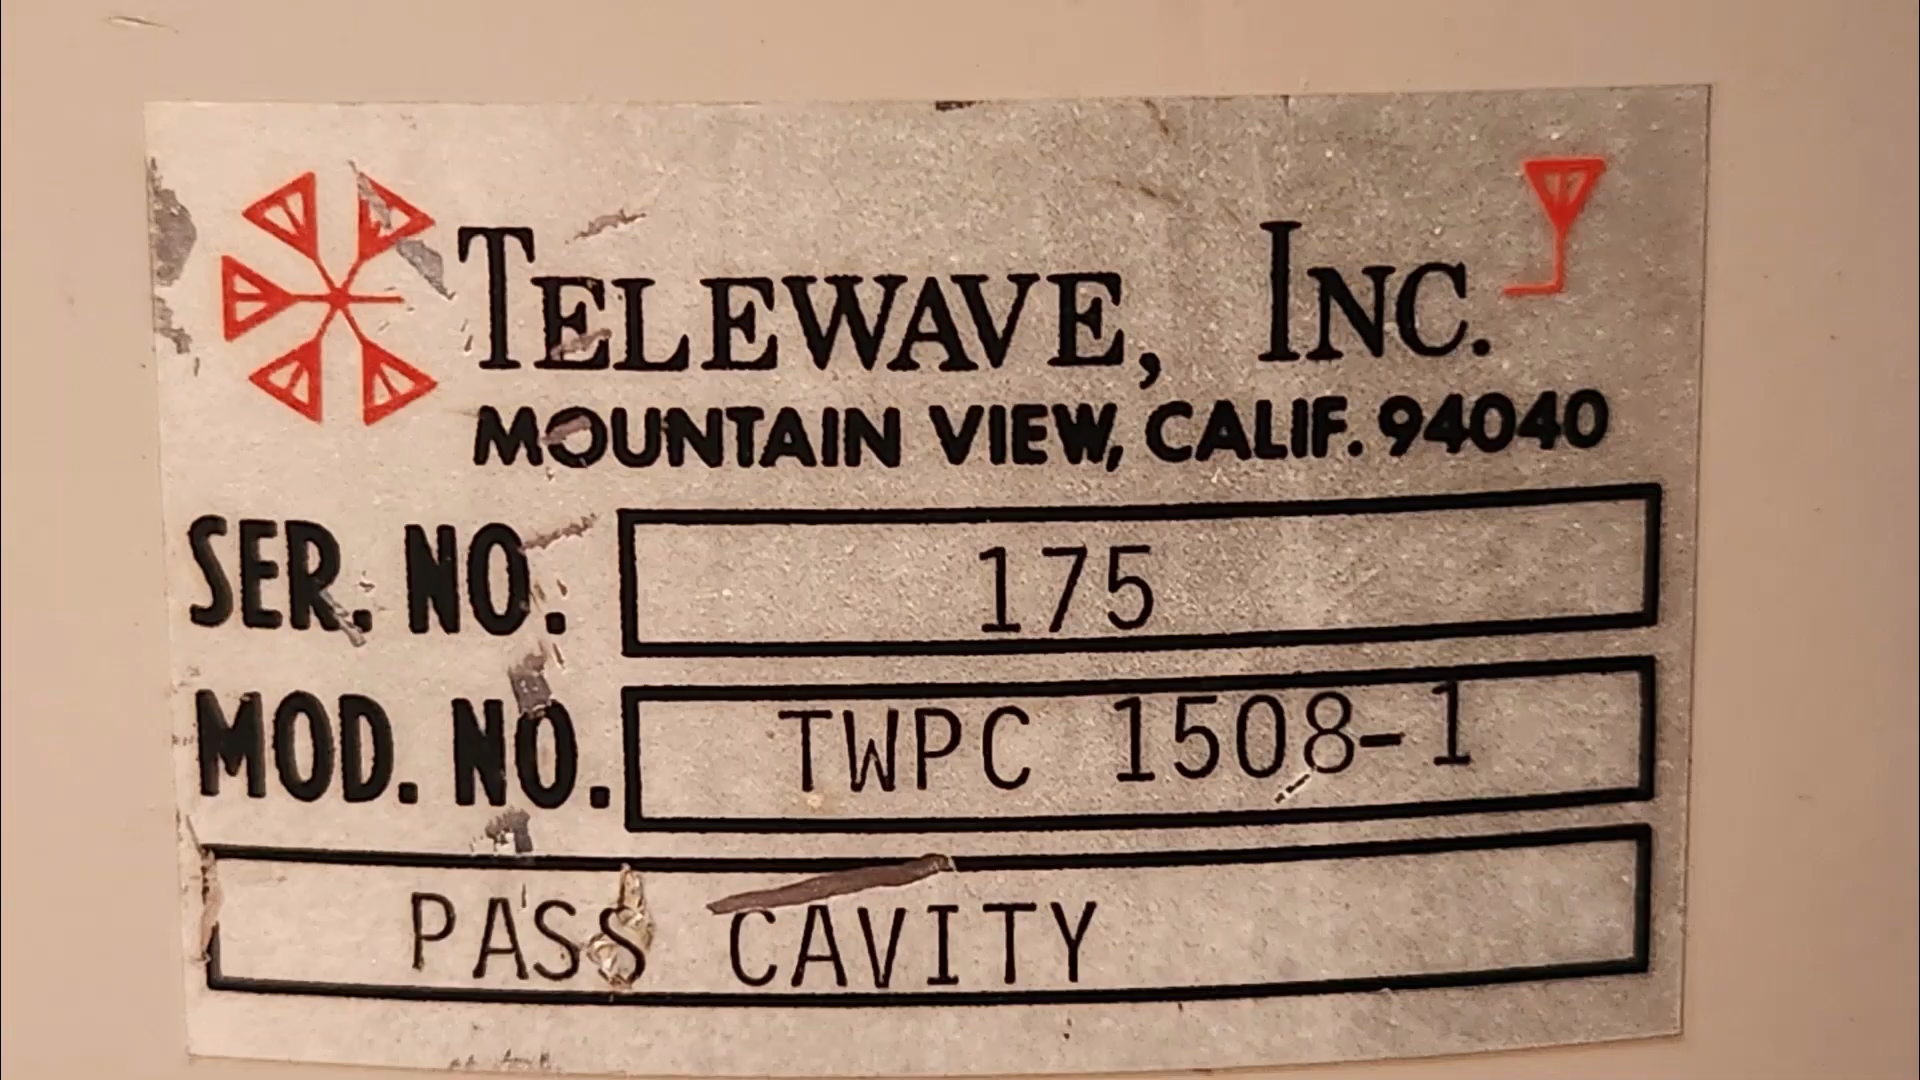 TELEWAVE, INC.
MOUNTAIN VIEW, CALIF. 94040
SER. NO. 175
MOD. NO. TWPC 1508-1
PASS CAVITY